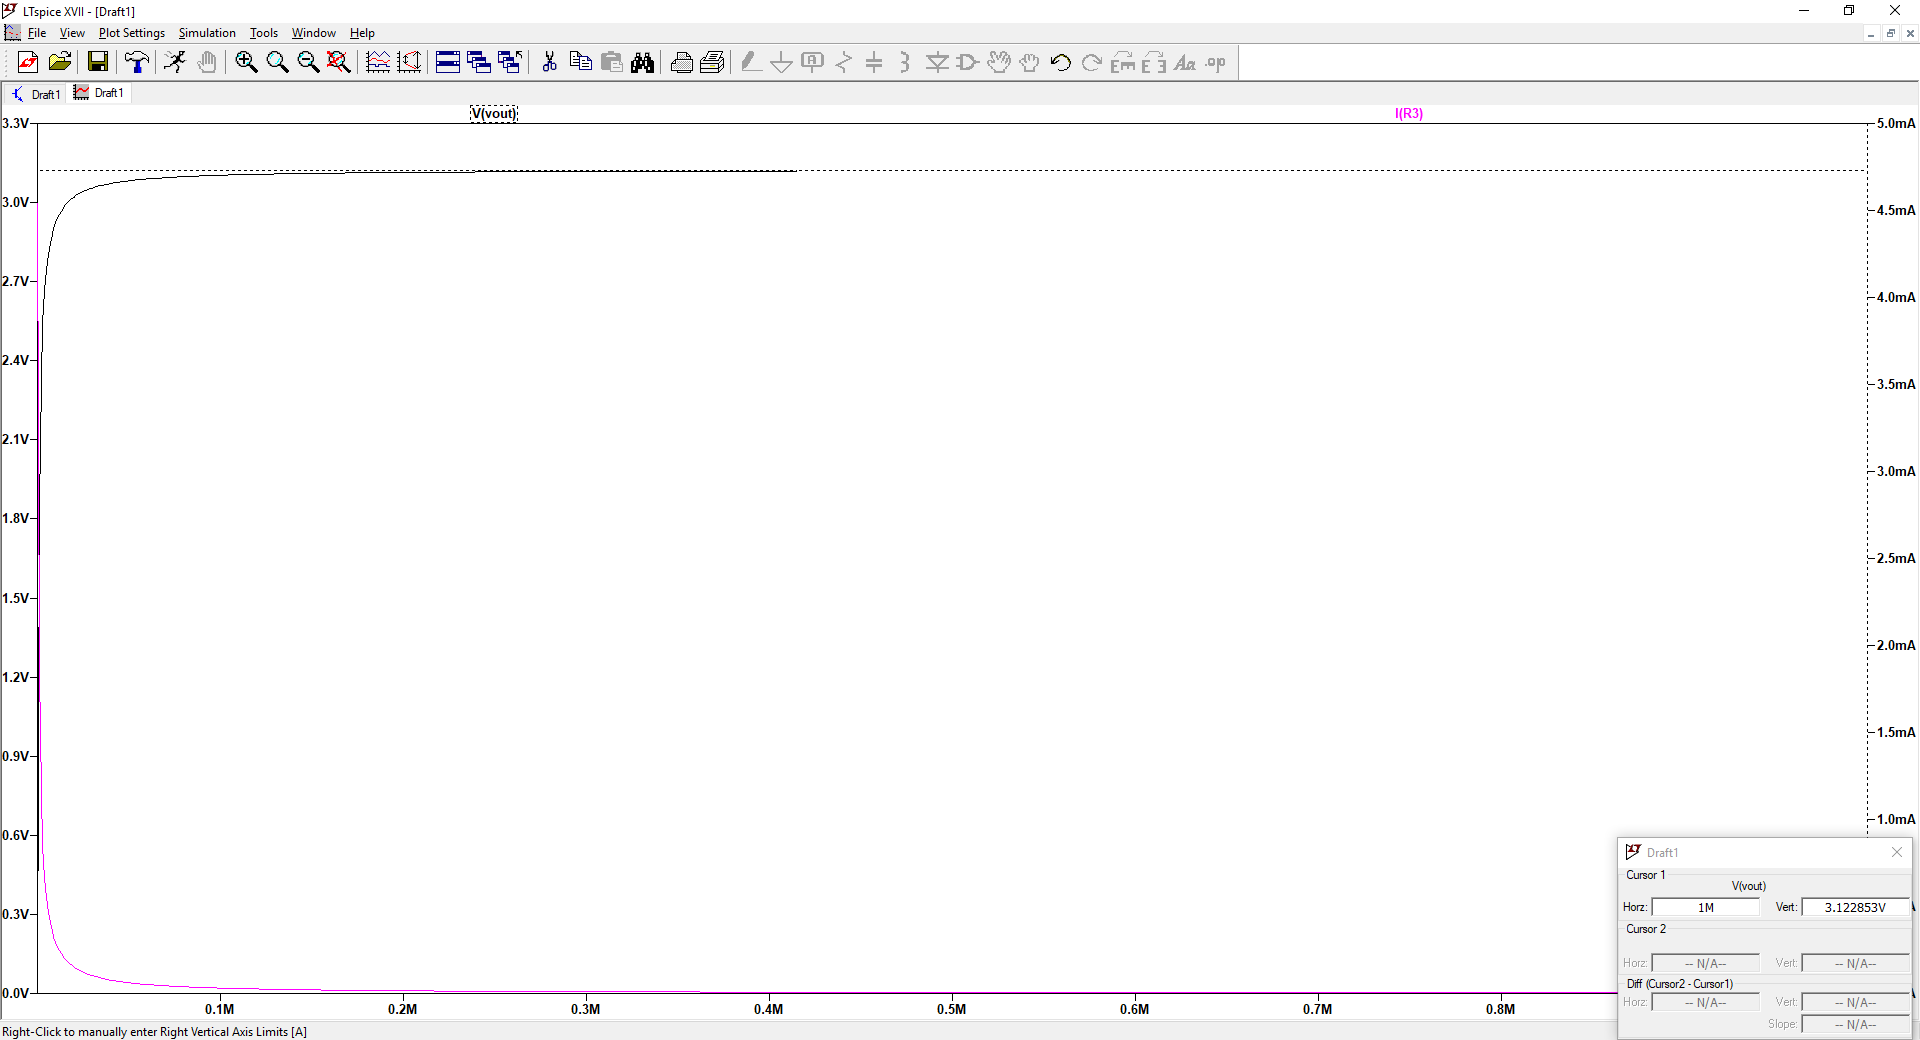 LTspice XVII - [Draft1]
File View Plot Settings Simulation Tools Window Help
Draft1 Draft1
V(vout) I(R3)
3.3V 5.0mA
3.0V 4.5mA
2.7V 4.0mA
2.4V 3.5mA
2.1V 3.0mA
1.8V 2.5mA
1.5V 2.0mA
1.2V 1.5mA
0.9V 1.0mA
0.6V
0.3V
0.0V
0.1M 0.2M 0.3M 0.4M 0.5M 0.6M 0.7M 0.8M
Draft1
Cursor 1
V(vout)
Horz: 1M Vert: 3.122853V
Cursor 2
Horz: -- N/A-- Vert: -- N/A--
Diff (Cursor2 - Cursor1)
Horz: -- N/A-- Vert: -- N/A--
Slope: -- N/A--
Right-Click to manually enter Right Vertical Axis Limits [A]